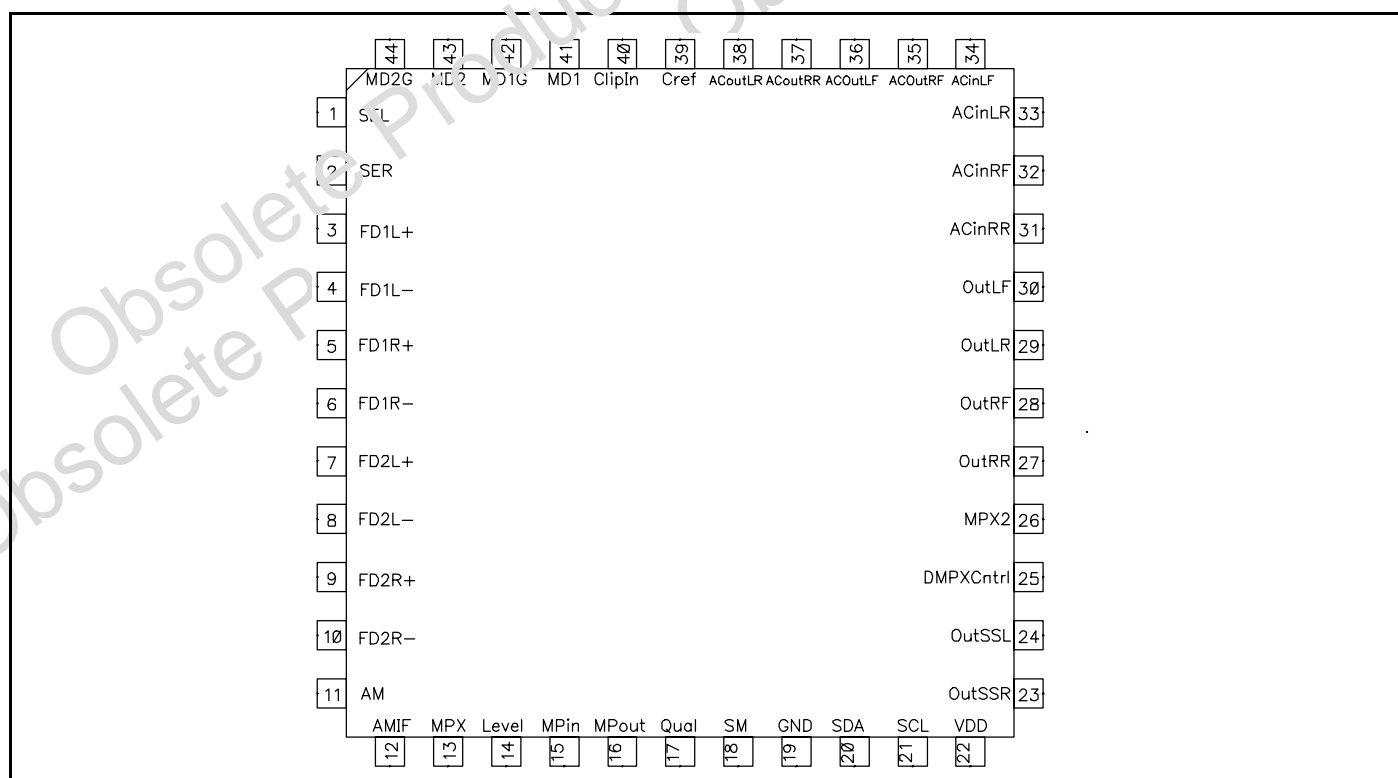 44 43 42 41 40 39 38 37 36 35 34
MD2G MD2 MD1G MD1 ClipIn Cref ACoutLR ACoutRR ACOutLF ACOutRF ACinLF
1 SEL ACinLR 33
2 SER ACinRF 32
3 FD1L+ ACinRR 31
4 FD1L- OutLF 30
5 FD1R+ OutLR 29
6 FD1R- OutRF 28
7 FD2L+ OutRR 27
8 FD2L- MPX2 26
9 FD2R+ DMPXCntrl 25
10 FD2R- OutSSL 24
11 AM OutSSR 23
AMIF MPX Level MPin MPout Qual SM GND SDA SCL VDD
12 13 14 15 16 17 18 19 20 21 22
Obsolete Produc
Obsolete P